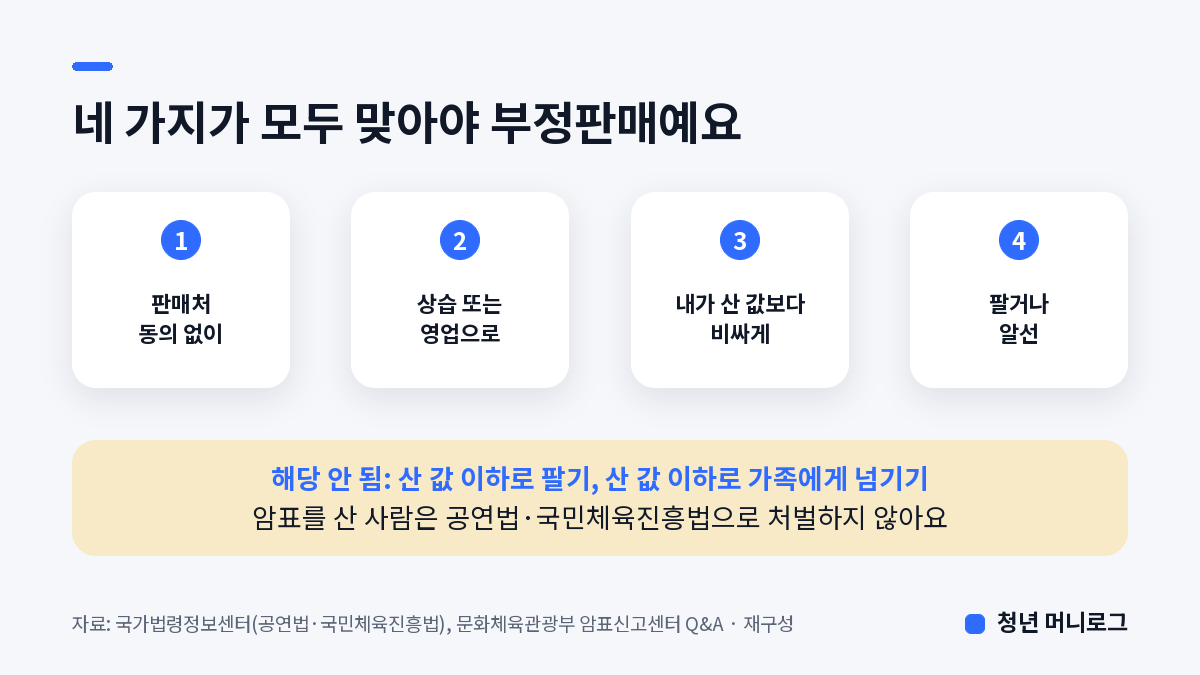 네 가지가 모두 맞아야 부정판매예요
1
판매처
동의 없이
2
상습 또는
영업으로
3
내가 산 값보다
비싸게
4
팔거나
알선
해당 안 됨: 산 값 이하로 팔기, 산 값 이하로 가족에게 넘기기
암표를 산 사람은 공연법·국민체육진흥법으로 처벌하지 않아요
자료: 국가법령정보센터(공연법·국민체육진흥법), 문화체육관광부 암표신고센터 Q&A · 재구성
청년 머니로그